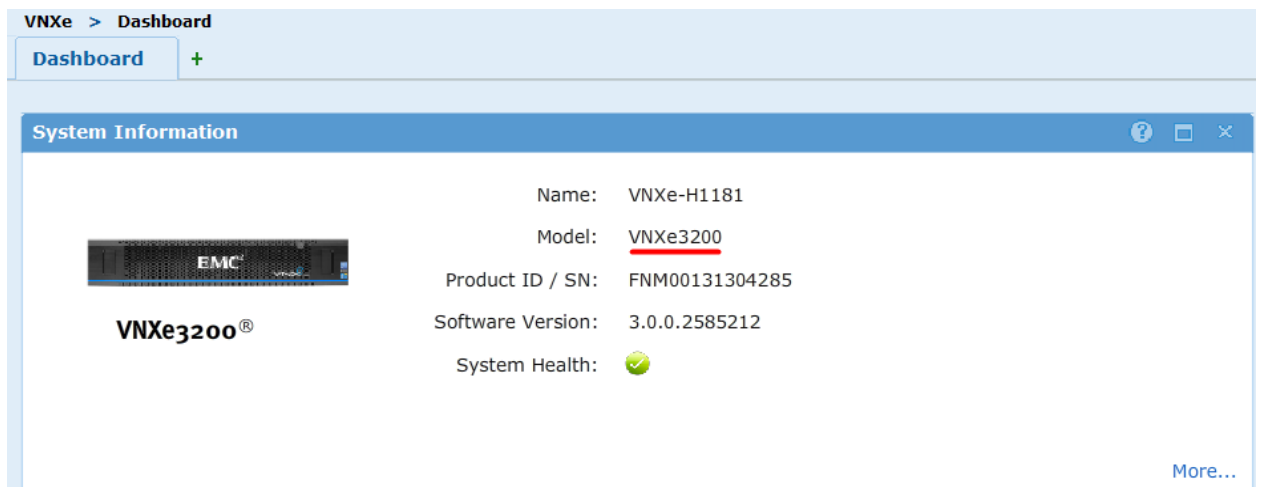 VNXe > Dashboard
Dashboard +
System Information
Name: VNXe-H1181
EMC²
Model: VNXe3200
Product ID / SN: FNM00131304285
VNXe3200®
Software Version: 3.0.0.2585212
System Health:
More...